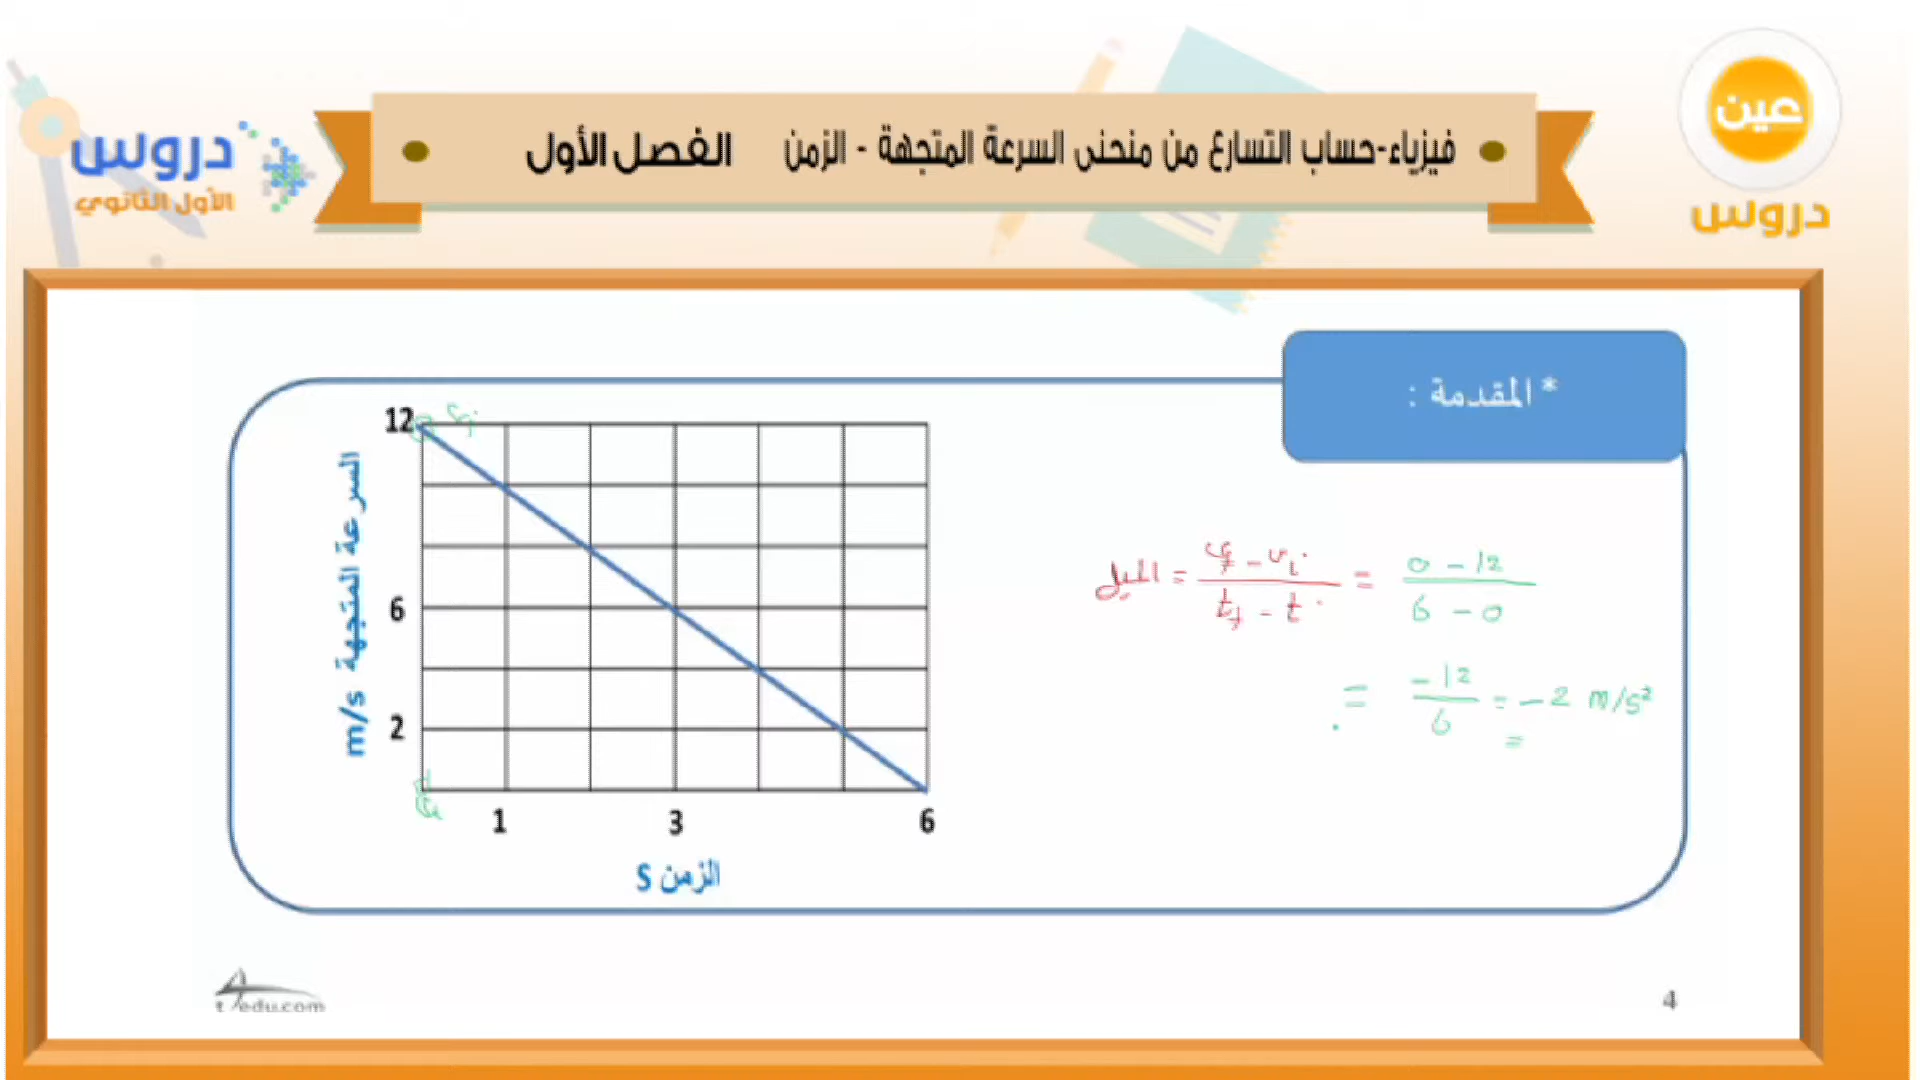 فيزياء-حساب التسارع من منحنى السرعة المتجهة - الزمن الفصل الأول
عين
دروس
دروس
الأول الثانوي
* المقدمة :
12
6
2
السرعة المتجهة m/s
1 3 6
الزمن S
vi
الميل = vf - vi / tf - t = 0 - 12 / 6 - 0
= -12 / 6 = -2 m/s²
t4edu.com
4